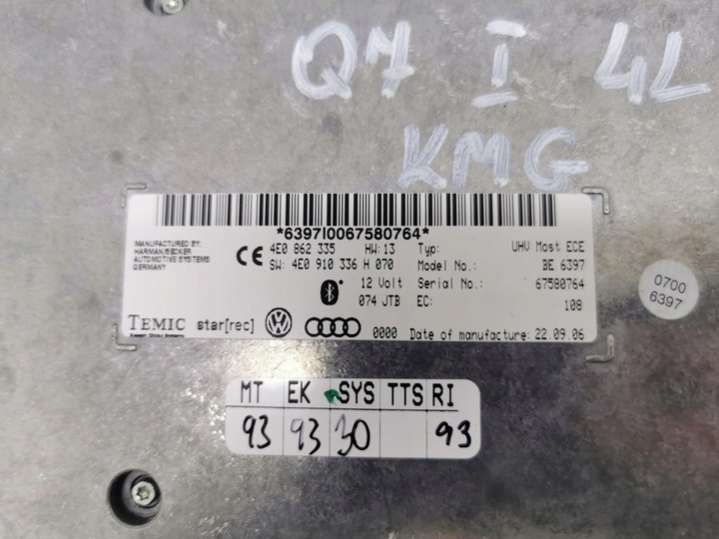 Q7 I 4L
KMG
*6397I0067580764*
MANUFACTURED BY:
HARMAN/BECKER
AUTOMOTIVE SYSTEMS
GERMANY
CE 4E0 862 335 HW: 13 Typ: UHV Most ECE
SW: 4E0 910 336 H 070 Model No.: BE 6397
12 Volt Serial No.: 67580764
074 JTB EC: 108
TEMIC star[rec] 0000 Date of manufacture: 22.09.06
0700
6397
MT EK SYS TTS RI
93 93 30 93